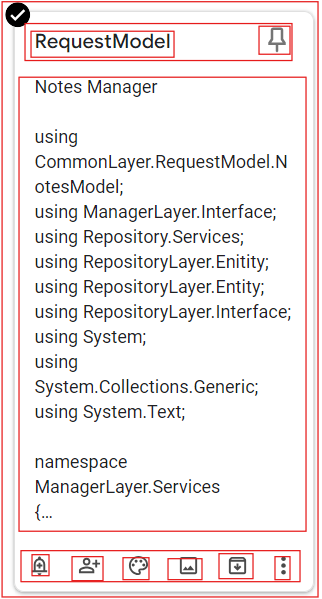 RequestModel
Notes Manager
using
CommonLayer.RequestModel.N
otesModel;
using ManagerLayer.Interface;
using Repository.Services;
using RepositoryLayer.Enitity;
using RepositoryLayer.Entity;
using RepositoryLayer.Interface;
using System;
using
System.Collections.Generic;
using System.Text;
namespace
ManagerLayer.Services
{…